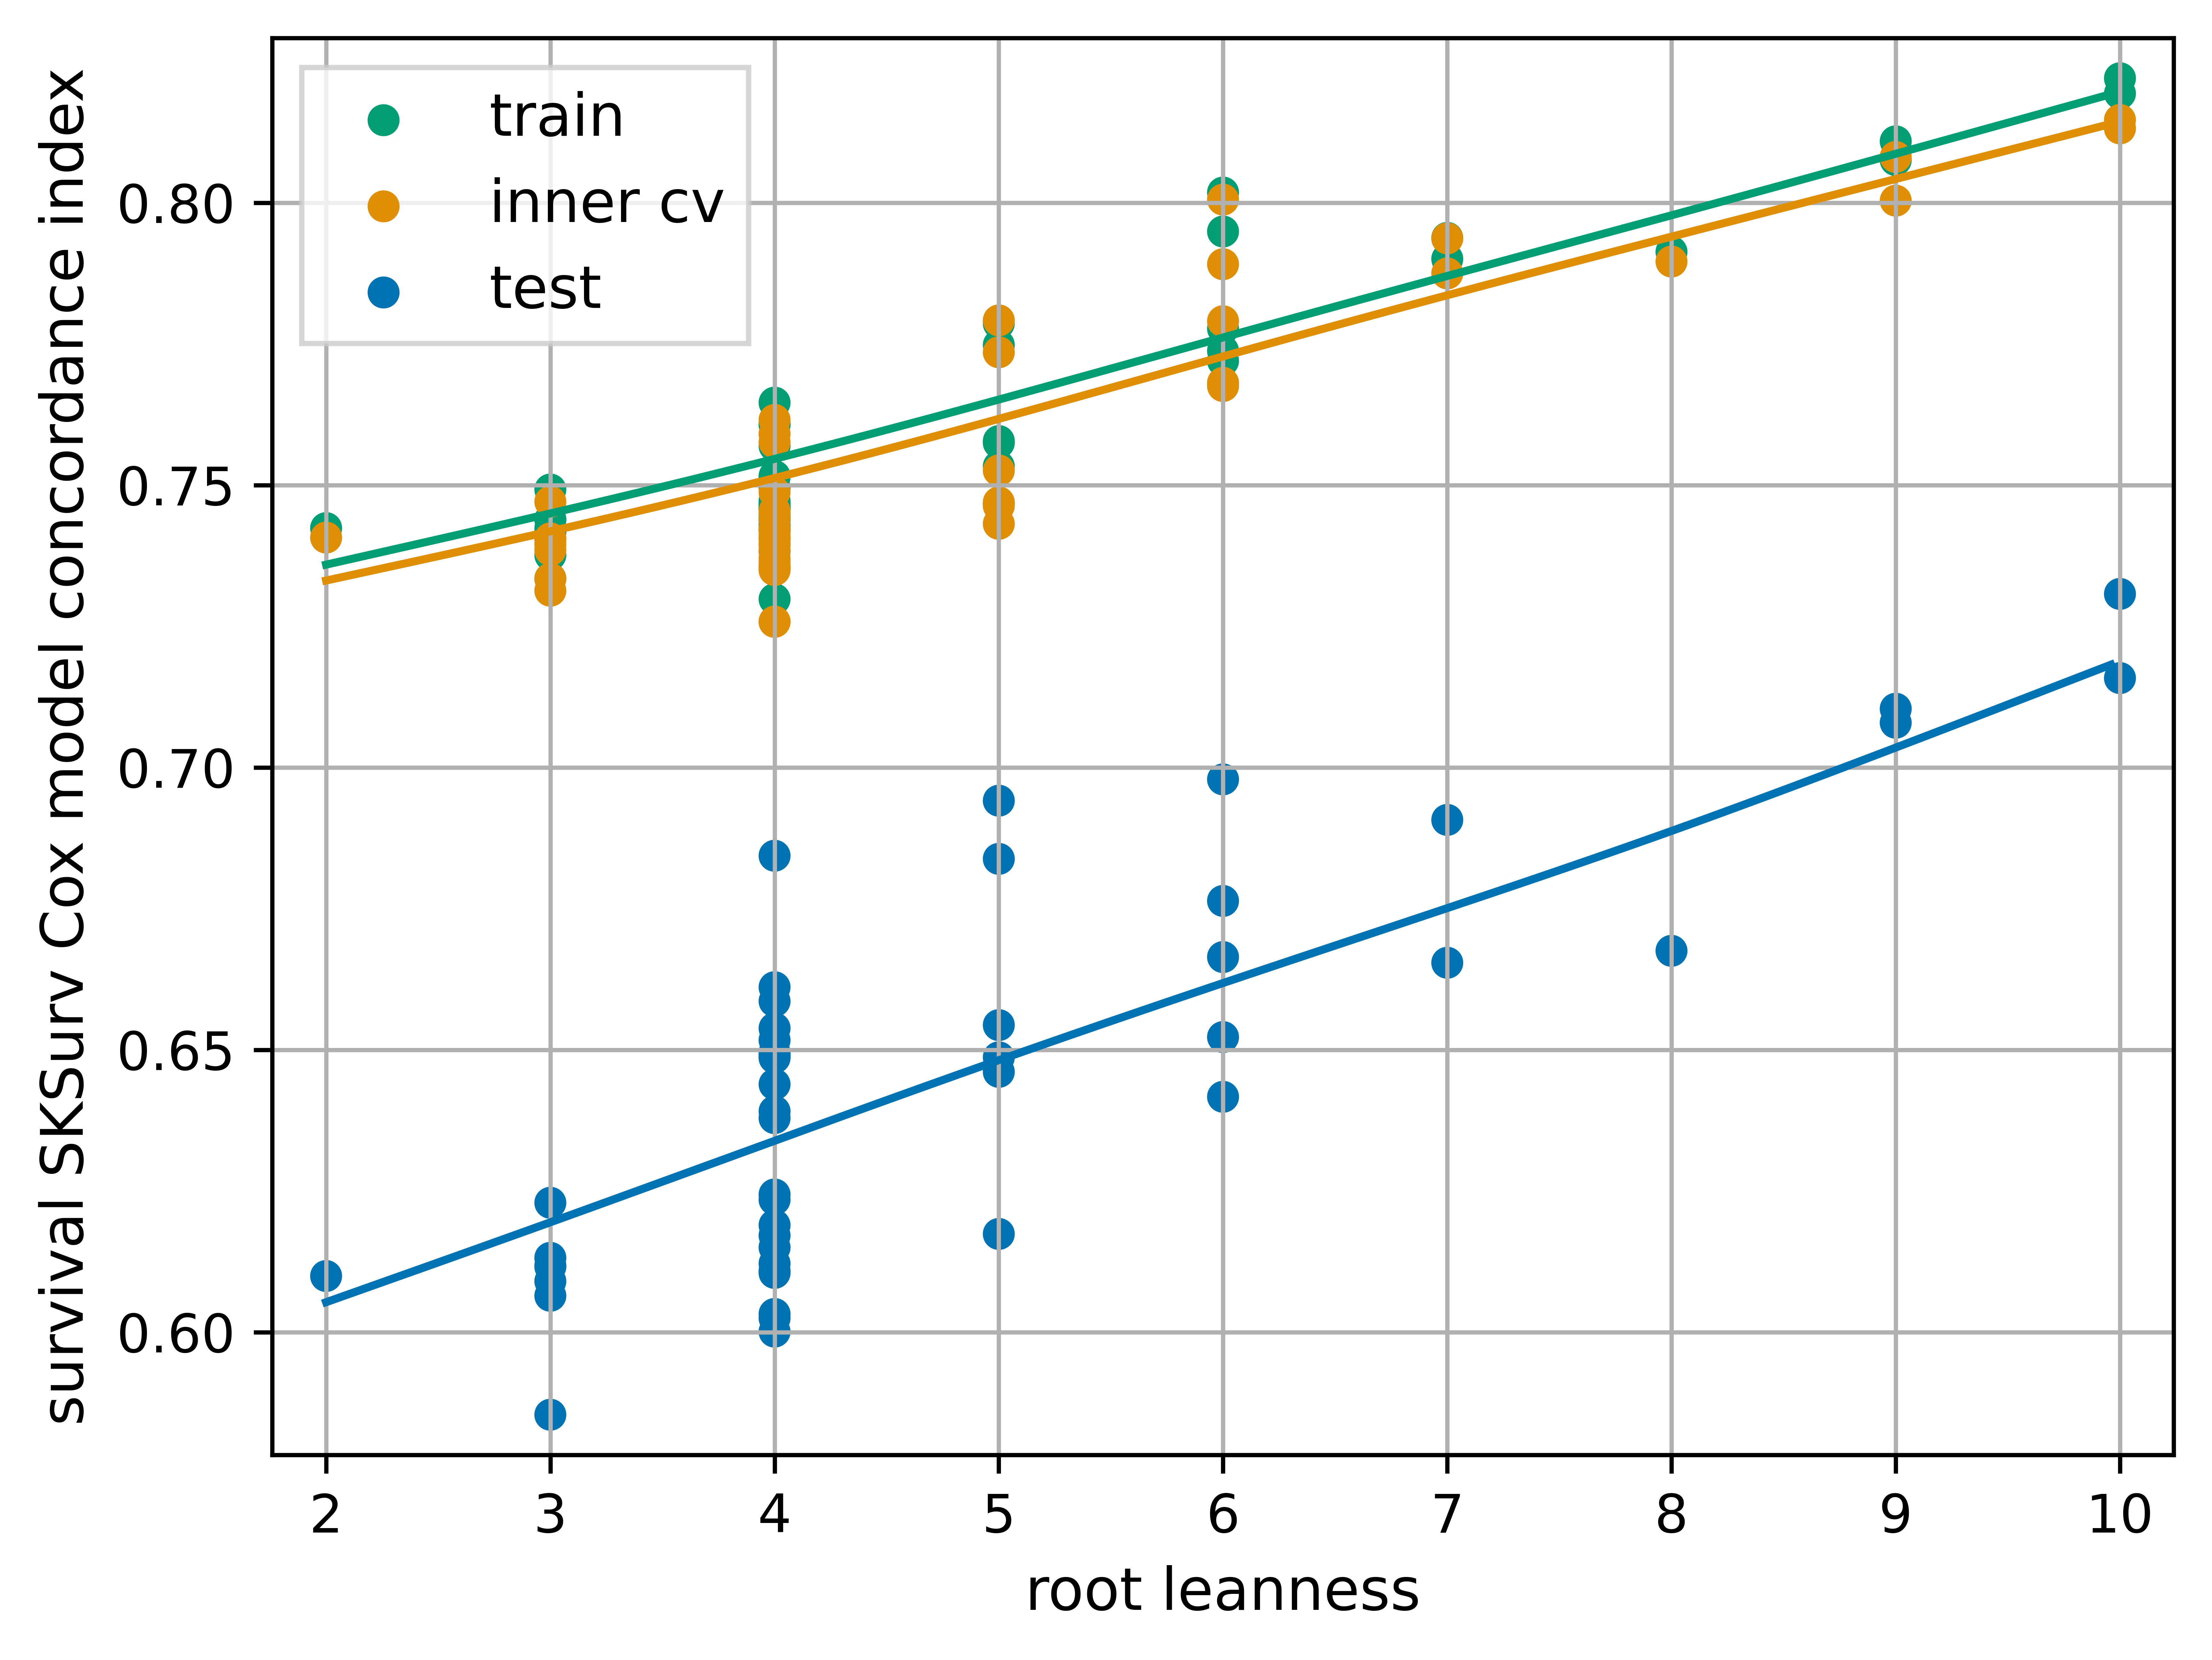 survival SKSurv Cox model concordance index
0.80
0.75
0.70
0.65
0.60
train
inner cv
test
2 3 4 5 6 7 8 9 10
root leanness